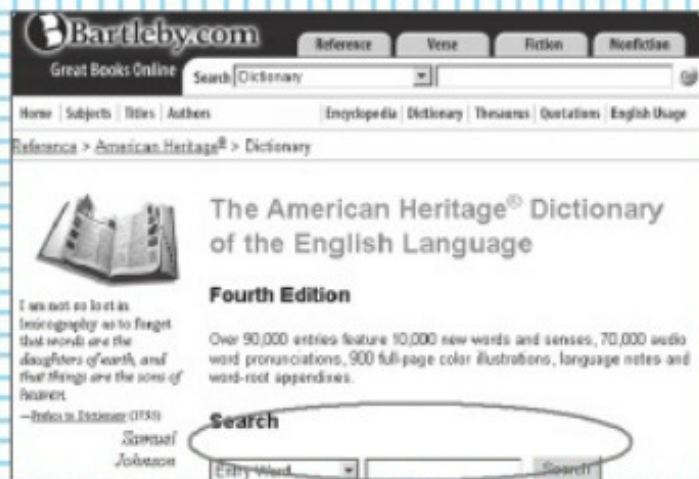 Bartleby.com
Great Books Online
Reference Verse Fiction Nonfiction
Search Dictionary
Home | Subjects | Titles | Authors Encyclopedia | Dictionary | Thesaurus | Quotations | English Usage
Reference > American Heritage® > Dictionary
The American Heritage® Dictionary
of the English Language
Fourth Edition
Over 90,000 entries feature 10,000 new words and senses, 70,000 audio
word pronunciations, 900 full-page color illustrations, language notes and
word-root appendixes.
I am not so lost in
lexicography as to forget
that words are the
daughters of earth, and
that things are the sons of
heaven.
—Preface to Dictionary (1755)
Samuel
Johnson
Search
Entry Word Search